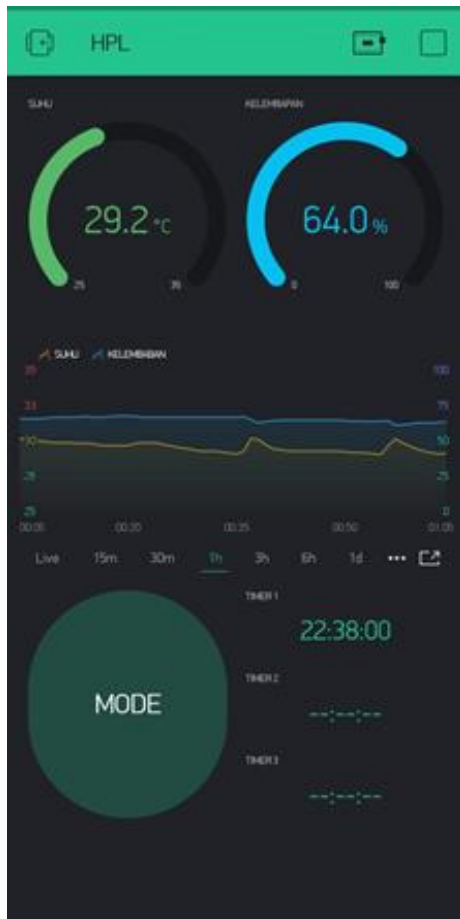 HPL
SUHU KELEMBAPAN
29.2 °C 64.0 %
25 35 0 100
SUHU KELEMBABAN
35 100
33 75
30 50
28 25
25 0
00:05 00:20 00:35 00:50 01:05
Live 15m 30m 1h 3h 6h 1d •••
TIMER 1
22:38:00
MODE
TIMER 2
--:--:--
TIMER 3
--:--:--